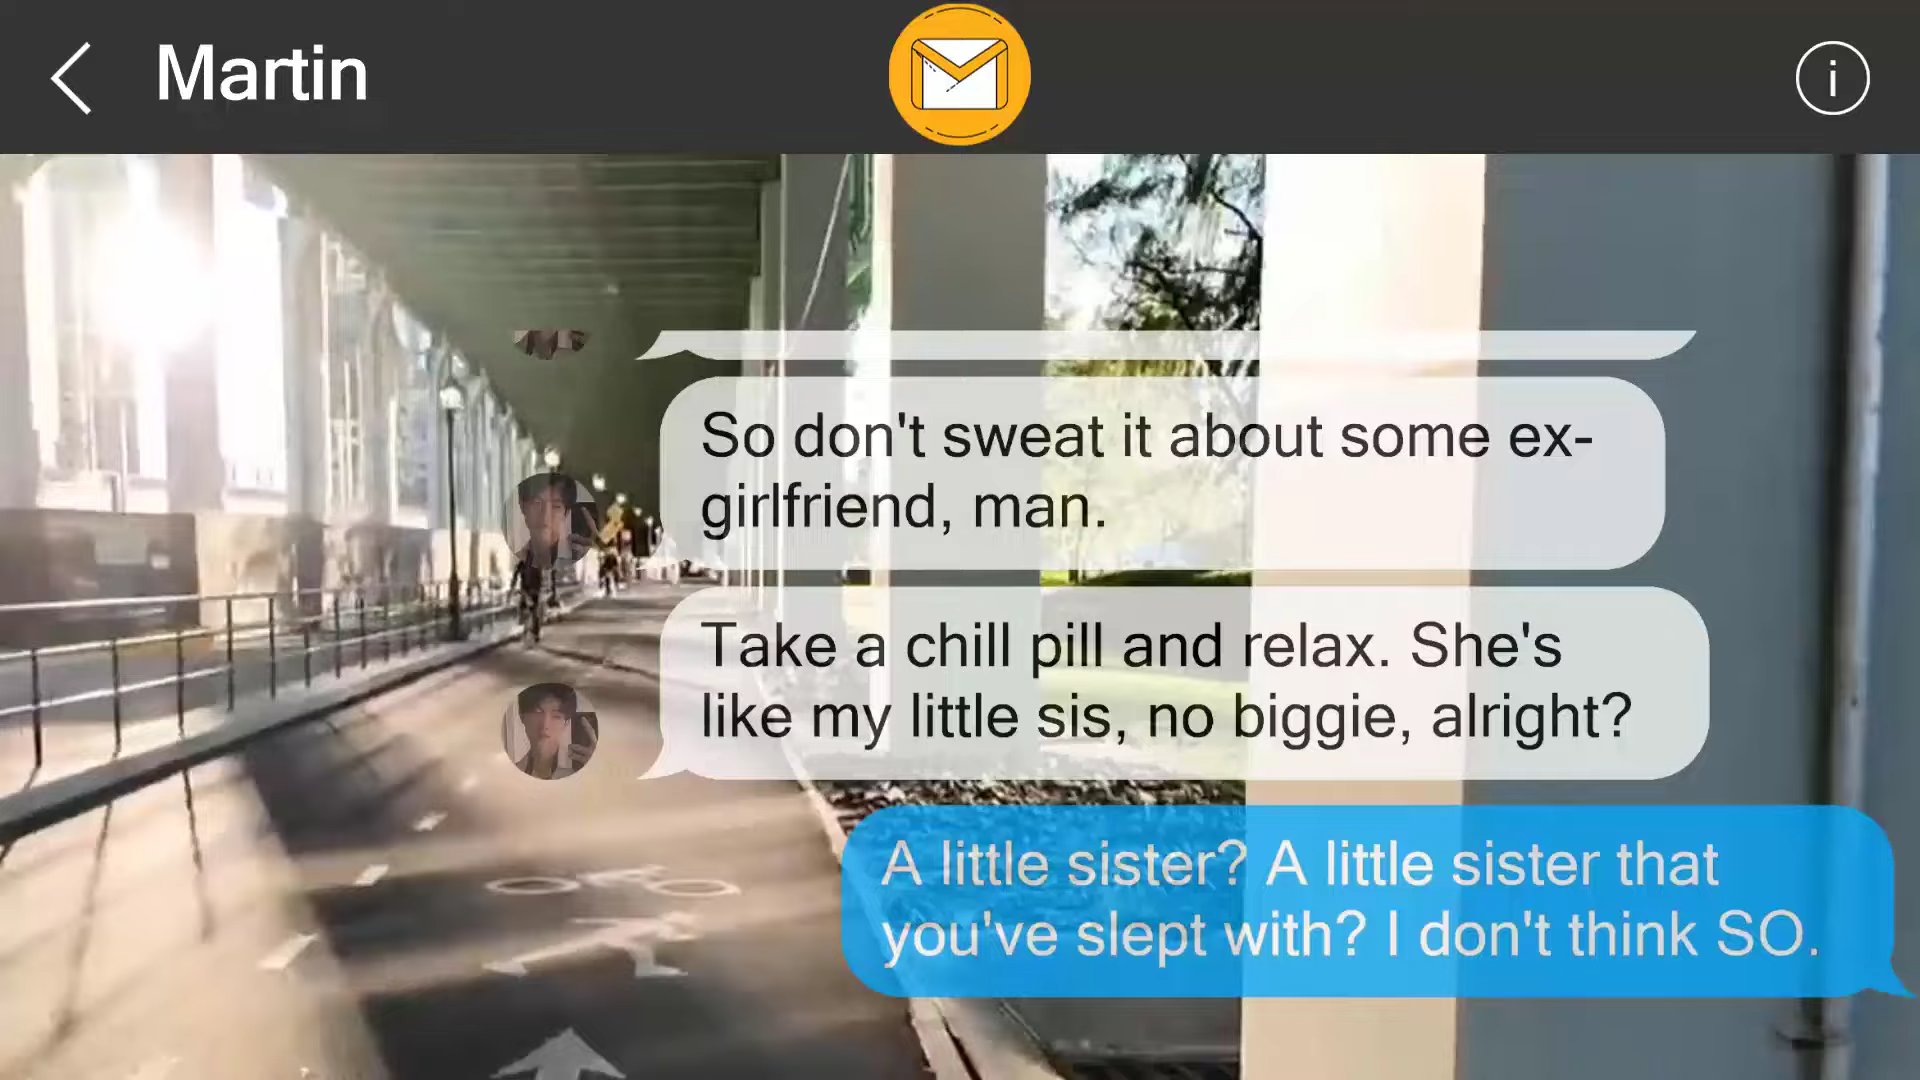 Martin
i
So don't sweat it about some ex-
girlfriend, man.
Take a chill pill and relax. She's
like my little sis, no biggie, alright?
A little sister? A little sister that
you've slept with? I don't think SO.